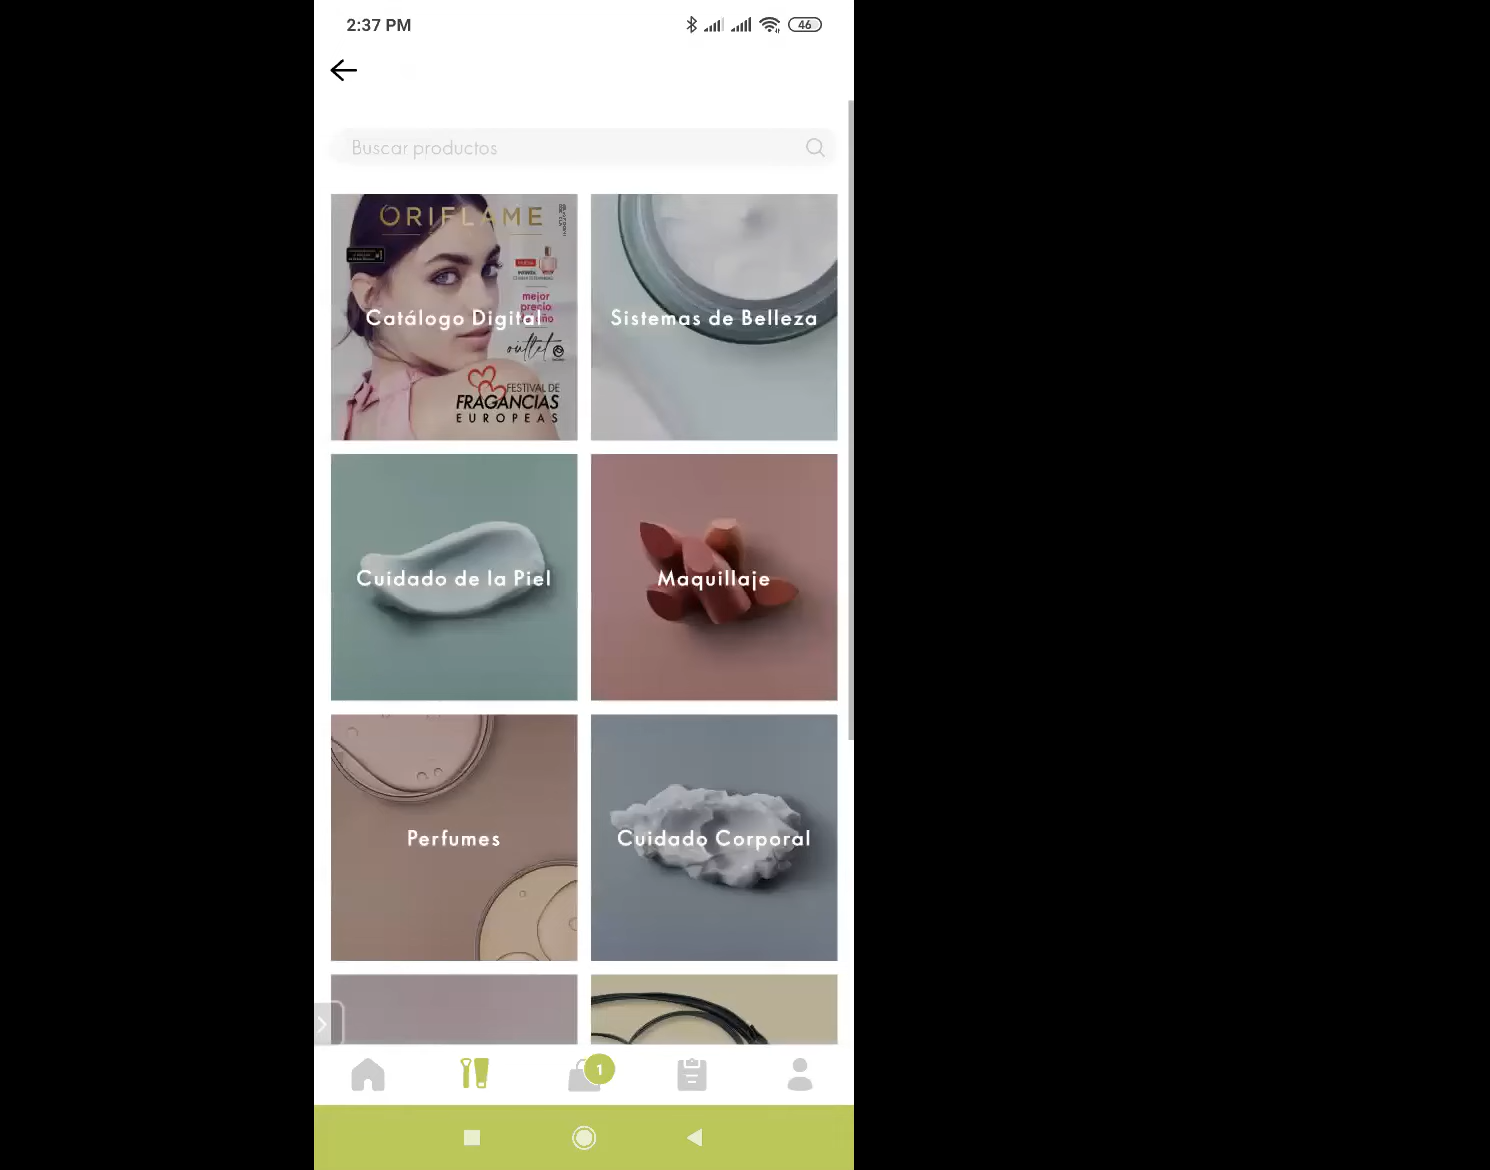 2:37 PM
46
Buscar productos
ORIFLAME
mejor
precio
Catálogo Digital
outlet
FESTIVAL DE
FRAGANCIAS
EUROPEAS
Sistemas de Belleza
Cuidado de la Piel
Maquillaje
Perfumes
Cuidado Corporal
1